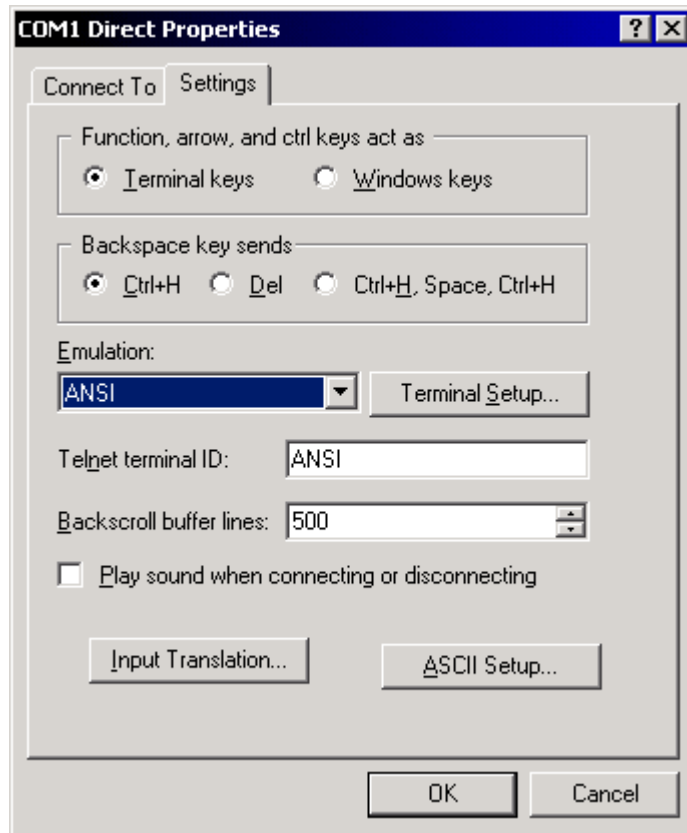 COM1 Direct Properties
Connect To Settings
Function, arrow, and ctrl keys act as
Terminal keys Windows keys
Backspace key sends
Ctrl+H Del Ctrl+H, Space, Ctrl+H
Emulation:
ANSI Terminal Setup...
Telnet terminal ID: ANSI
Backscroll buffer lines: 500
Play sound when connecting or disconnecting
Input Translation... ASCII Setup...
OK Cancel